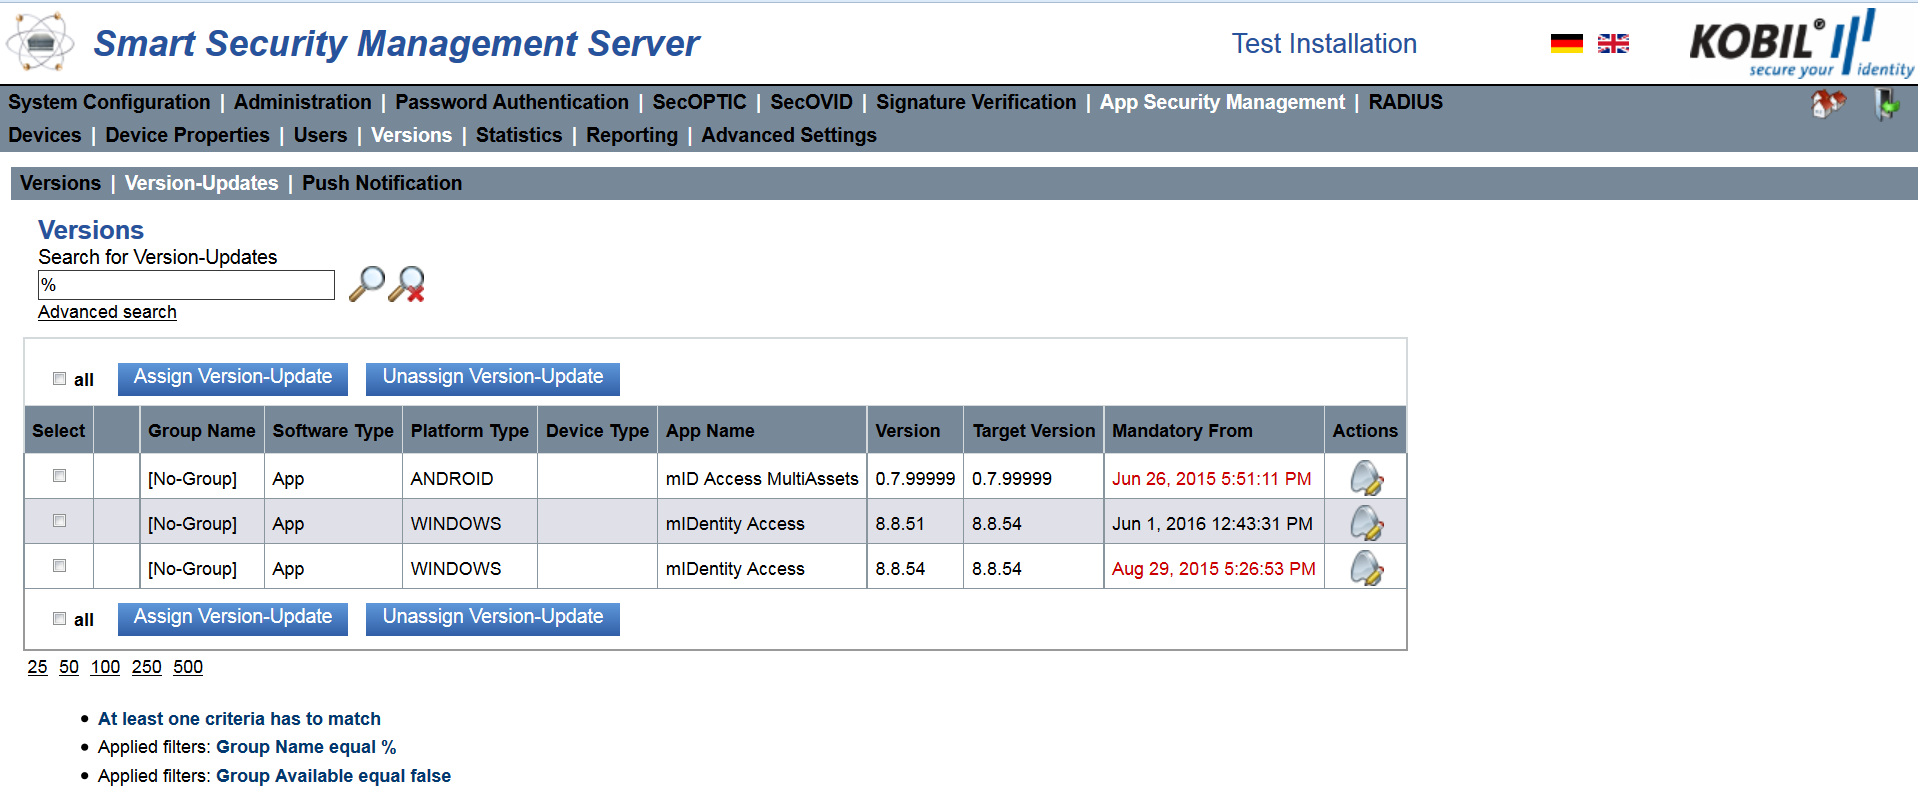 Smart Security Management Server
Test Installation
KOBIL®
secure your identity
System Configuration | Administration | Password Authentication | SecOPTIC | SecOVID | Signature Verification | App Security Management | RADIUS
Devices | Device Properties | Users | Versions | Statistics | Reporting | Advanced Settings
Versions | Version-Updates | Push Notification
Versions
Search for Version-Updates
%
Advanced search
all Assign Version-Update Unassign Version-Update
Select Group Name Software Type Platform Type Device Type App Name Version Target Version Mandatory From Actions
[No-Group] App ANDROID mID Access MultiAssets 0.7.99999 0.7.99999 Jun 26, 2015 5:51:11 PM
[No-Group] App WINDOWS mIDentity Access 8.8.51 8.8.54 Jun 1, 2016 12:43:31 PM
[No-Group] App WINDOWS mIDentity Access 8.8.54 8.8.54 Aug 29, 2015 5:26:53 PM
all Assign Version-Update Unassign Version-Update
25 50 100 250 500
• At least one criteria has to match
• Applied filters: Group Name equal %
• Applied filters: Group Available equal false